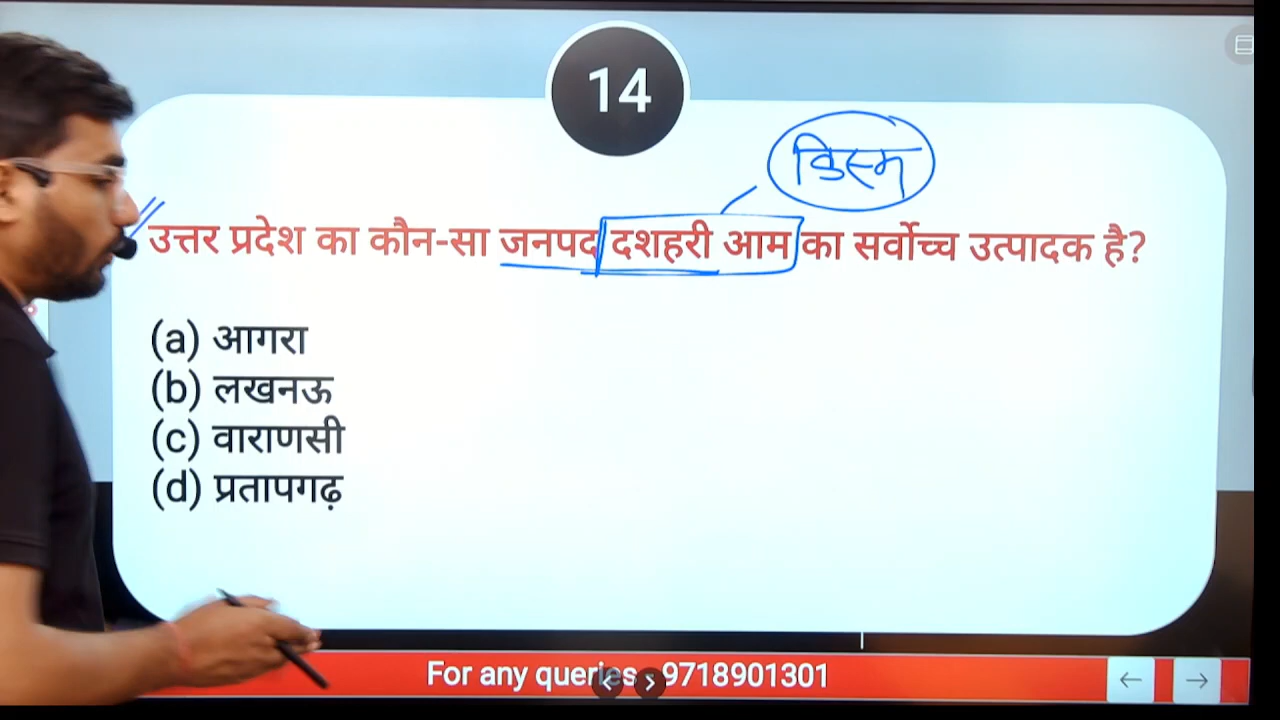 14
किस्म
उत्तर प्रदेश का कौन-सा जनपद दशहरी आम का सर्वोच्च उत्पादक है?
(a) आगरा
(b) लखनऊ
(c) वाराणसी
(d) प्रतापगढ़
For any queries - 9718901301